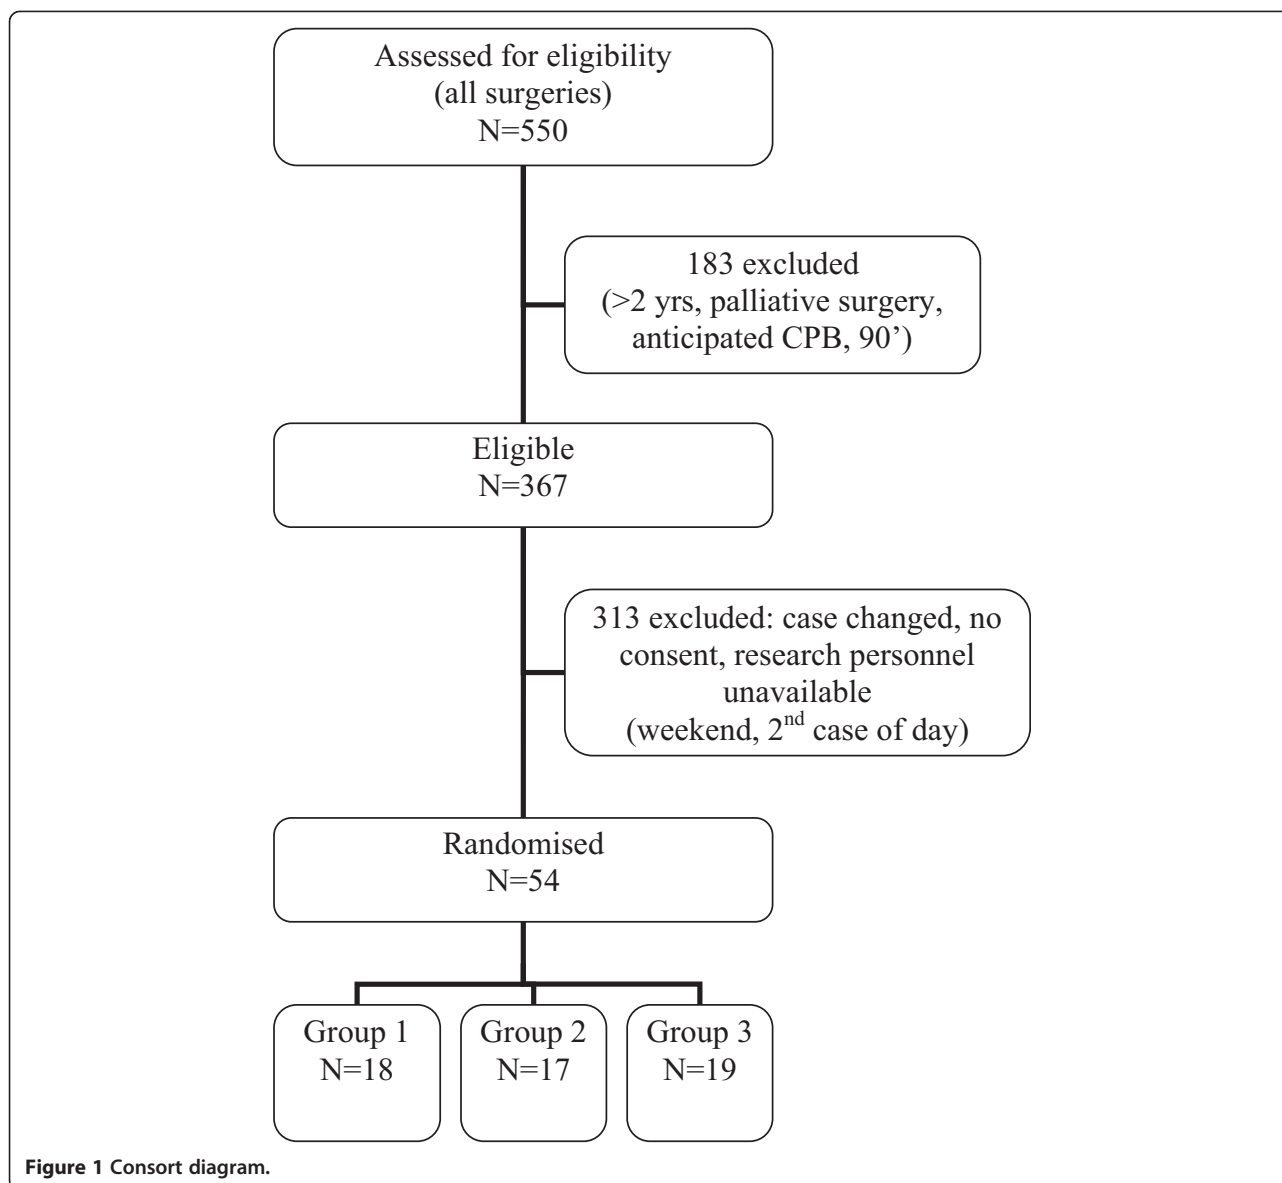 Assessed for eligibility
(all surgeries)
N=550
183 excluded
(>2 yrs, palliative surgery,
anticipated CPB, 90’)
Eligible
N=367
313 excluded: case changed, no
consent, research personnel
unavailable
(weekend, 2nd case of day)
Randomised
N=54
Group 1
N=18
Group 2
N=17
Group 3
N=19
Figure 1 Consort diagram.